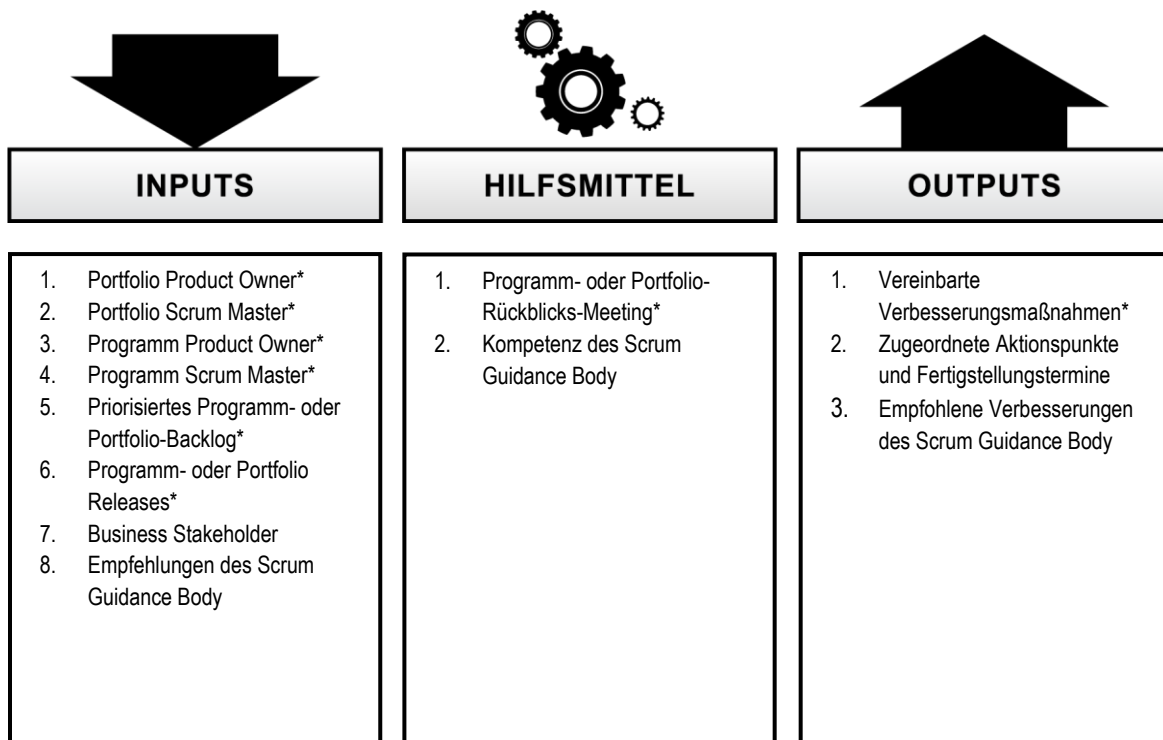 INPUTS
1. Portfolio Product Owner*
2. Portfolio Scrum Master*
3. Programm Product Owner*
4. Programm Scrum Master*
5. Priorisiertes Programm- oder
Portfolio-Backlog*
6. Programm- oder Portfolio
Releases*
7. Business Stakeholder
8. Empfehlungen des Scrum
Guidance Body
HILFSMITTEL
1. Programm- oder Portfolio-
Rückblicks-Meeting*
2. Kompetenz des Scrum
Guidance Body
OUTPUTS
1. Vereinbarte
Verbesserungsmaßnahmen*
2. Zugeordnete Aktionspunkte
und Fertigstellungstermine
3. Empfohlene Verbesserungen
des Scrum Guidance Body